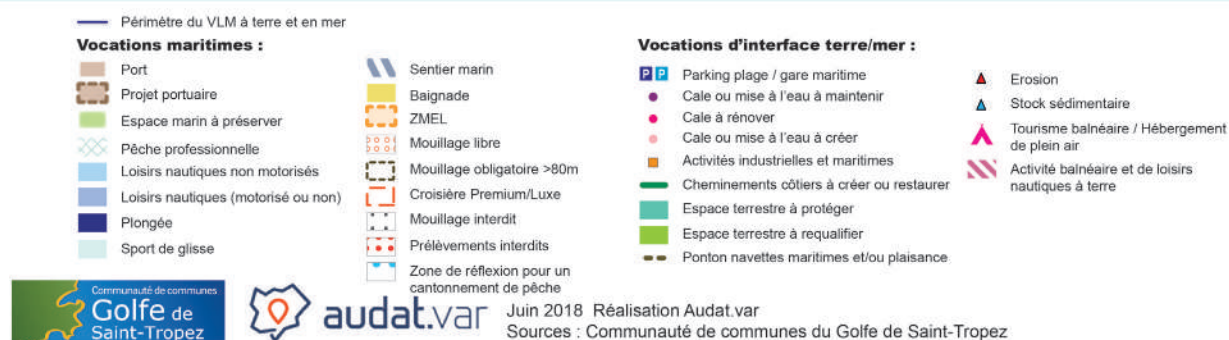 Périmètre du VLM à terre et en mer
Vocations maritimes :
Port
Projet portuaire
Espace marin à préserver
Pêche professionnelle
Loisirs nautiques non motorisés
Loisirs nautiques (motorisé ou non)
Plongée
Sport de glisse
Sentier marin
Baignade
ZMEL
Mouillage libre
Mouillage obligatoire >80m
Croisière Premium/Luxe
Mouillage interdit
Prélèvements interdits
Zone de réflexion pour un
cantonnement de pêche
Vocations d'interface terre/mer :
P P Parking plage / gare maritime
Cale ou mise à l'eau à maintenir
Cale à rénover
Cale ou mise à l'eau à créer
Activités industrielles et maritimes
Cheminements côtiers à créer ou restaurer
Espace terrestre à protéger
Espace terrestre à requalifier
Ponton navettes maritimes et/ou plaisance
Erosion
Stock sédimentaire
Tourisme balnéaire / Hébergement
de plein air
Activité balnéaire et de loisirs
nautiques à terre
Communauté de communes
Golfe de
Saint-Tropez
audat.var
Juin 2018 Réalisation Audat.var
Sources : Communauté de communes du Golfe de Saint-Tropez